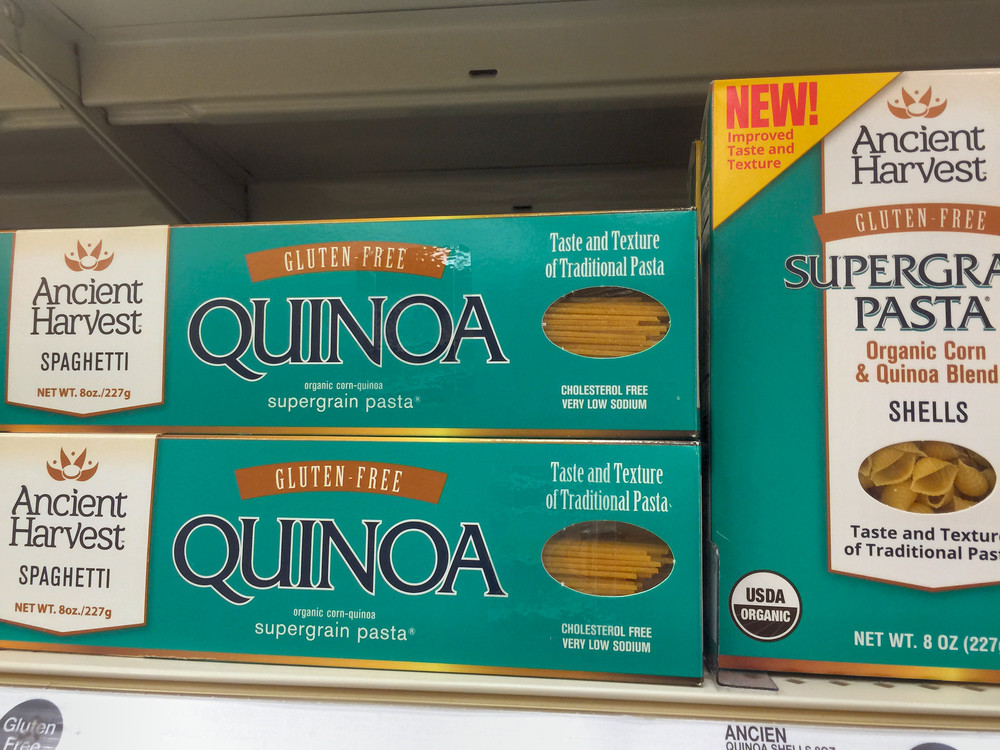 Ancient
Harvest
SPAGHETTI
NET WT. 8oz./227g
GLUTEN-FREE
QUINOA
organic corn-quinoa
supergrain pasta®
Taste and Texture
of Traditional Pasta
CHOLESTEROL FREE
VERY LOW SODIUM
Ancient
Harvest
SPAGHETTI
NET WT. 8oz./227g
GLUTEN-FREE
QUINOA
organic corn-quinoa
supergrain pasta®
Taste and Texture
of Traditional Pasta
CHOLESTEROL FREE
VERY LOW SODIUM
NEW!
Improved
Taste and
Texture
Ancient
Harvest
GLUTEN-FREE
SUPERGRA
PASTA®
Organic Corn
& Quinoa Blend
SHELLS
Taste and Texture
of Traditional Past
USDA
ORGANIC
NET WT. 8 OZ (227
Gluten
Free
ANCIEN
QUINOA SHELLS 8OZ